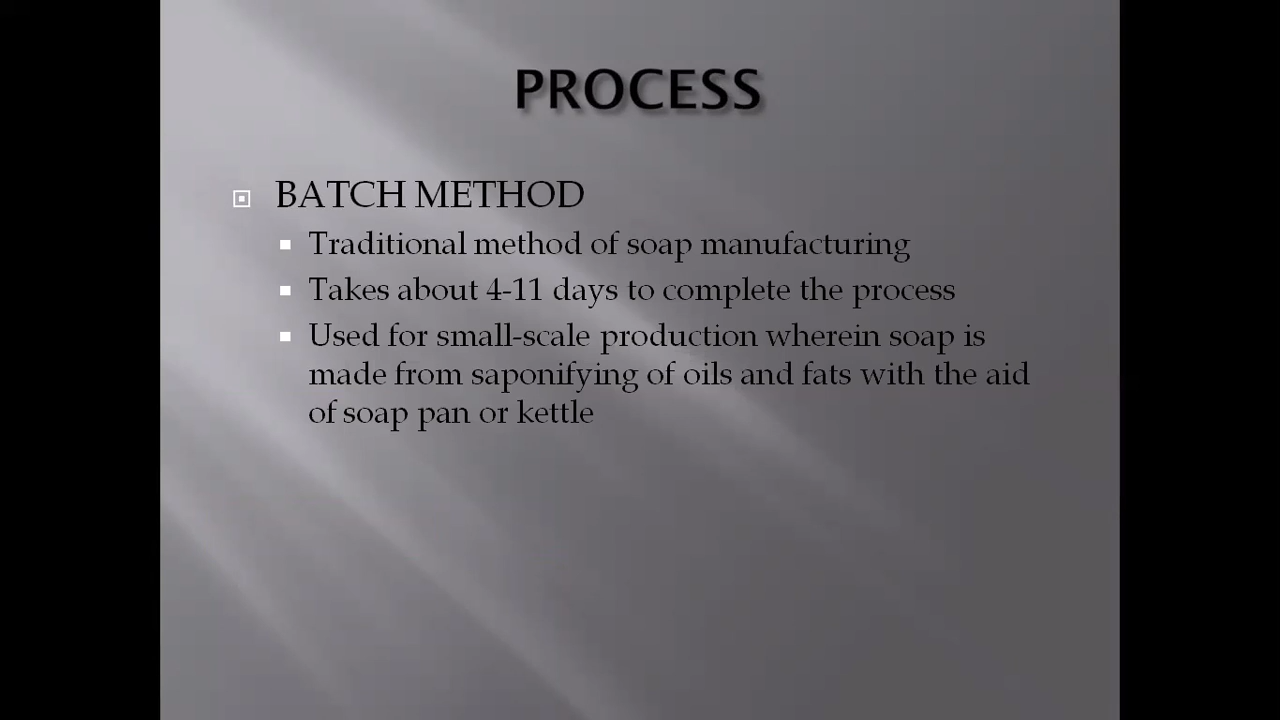 PROCESS
BATCH METHOD
Traditional method of soap manufacturing
Takes about 4-11 days to complete the process
Used for small-scale production wherein soap is
made from saponifying of oils and fats with the aid
of soap pan or kettle